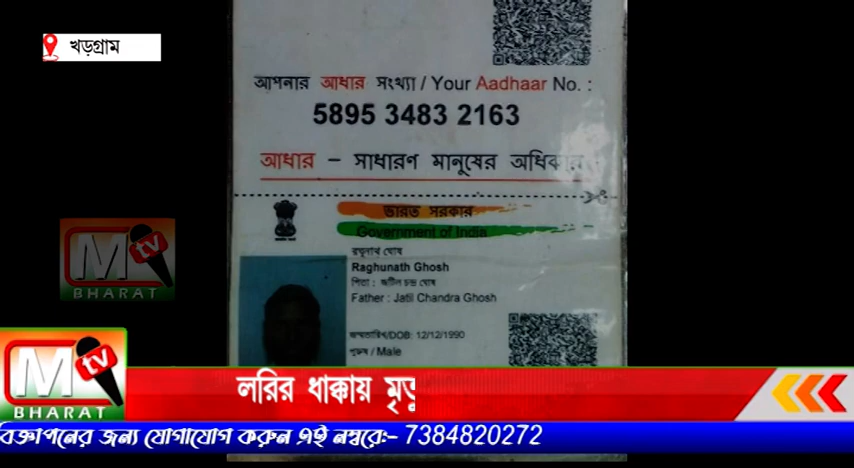 খড়গ্রাম
আপনার আধার সংখ্যা / Your Aadhaar No. :
5895 3483 2163
আধার – সাধারণ মানুষের অধিকার
ভারত সরকার
Government of India
রঘুনাথ ঘোষ
Raghunath Ghosh
পিতা : জটিল চন্দ্র ঘোষ
Father : Jatil Chandra Ghosh
জন্মতারিখ/DOB: 12/12/1990
পুরুষ / Male
M tv
BHARAT
M tv
BHARAT
লরির ধাক্কায় মৃত্যু
বিজ্ঞাপনের জন্য যোগাযোগ করুন এই নম্বরে:- 7384820272